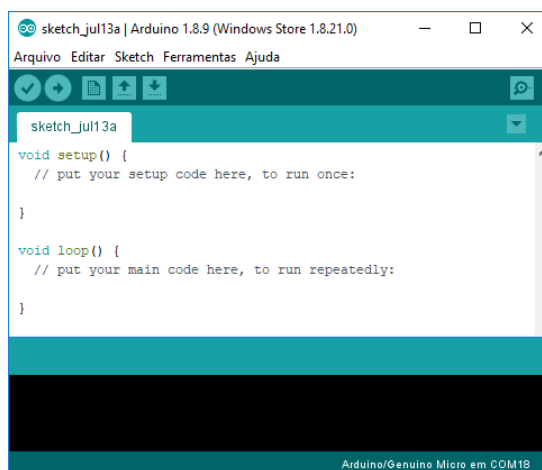 sketch_jul13a | Arduino 1.8.9 (Windows Store 1.8.21.0)
Arquivo Editar Sketch Ferramentas Ajuda
sketch_jul13a
void setup() {
  // put your setup code here, to run once:
}
void loop() {
  // put your main code here, to run repeatedly:
}
Arduino/Genuino Micro em COM18